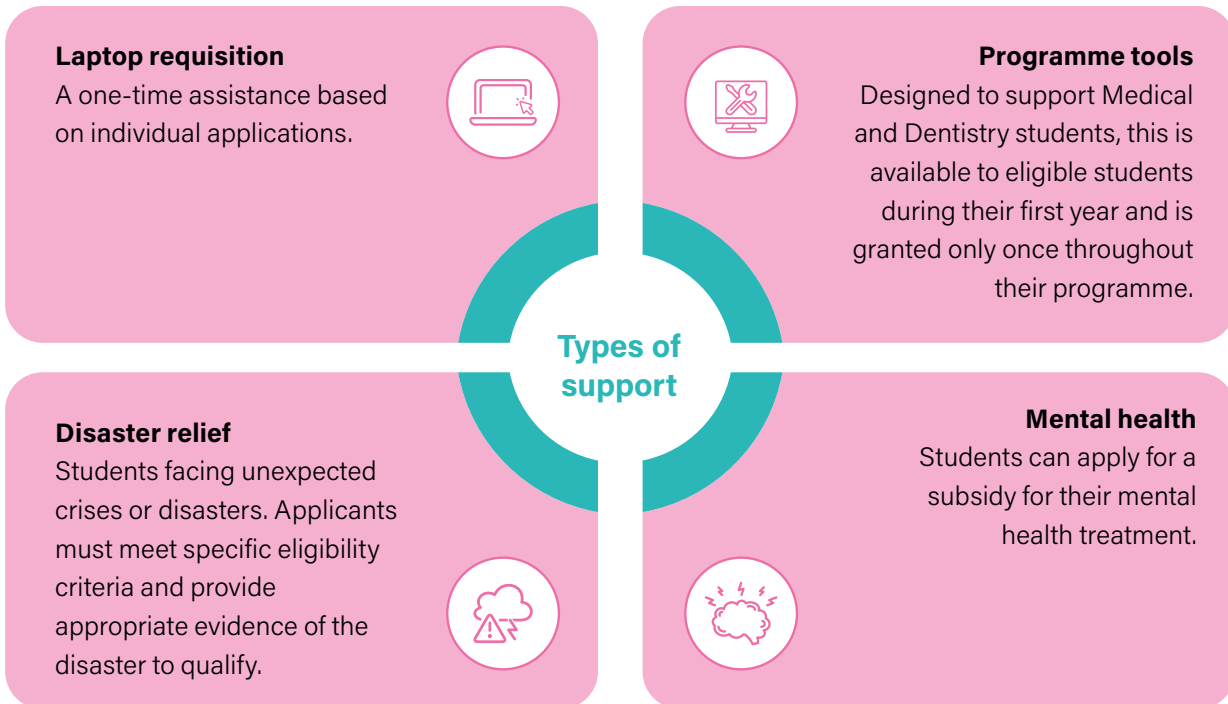 Laptop requisition
A one-time assistance based
on individual applications.
Programme tools
Designed to support Medical
and Dentistry students, this is
available to eligible students
during their first year and is
granted only once throughout
their programme.
Types of
support
Disaster relief
Students facing unexpected
crises or disasters. Applicants
must meet specific eligibility
criteria and provide
appropriate evidence of the
disaster to qualify.
Mental health
Students can apply for a
subsidy for their mental
health treatment.